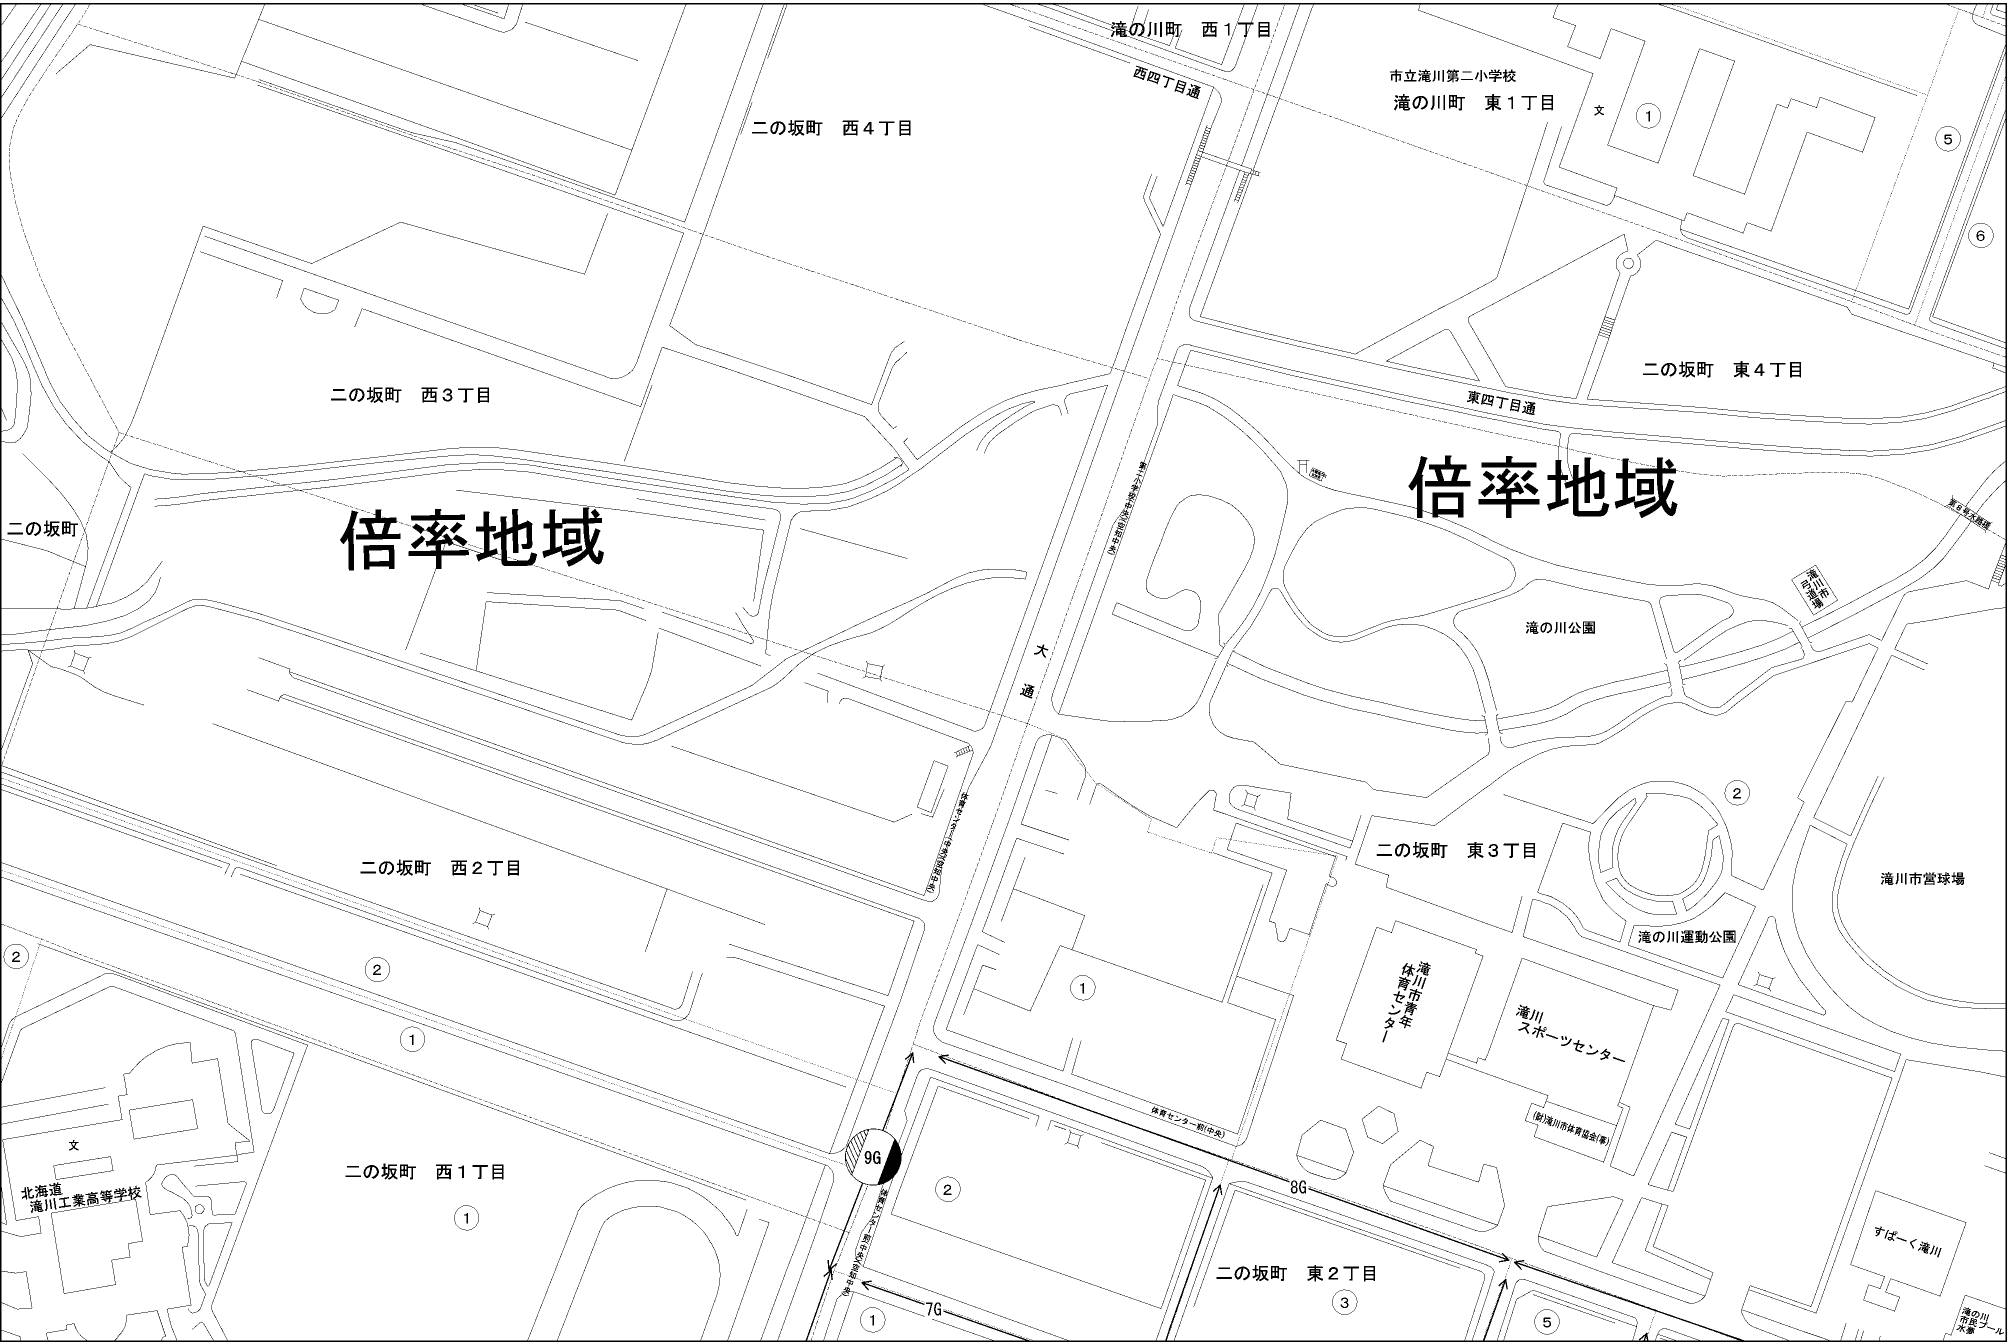 滝の川町　西１丁目
西四丁目通
市立滝川第二小学校
滝の川町　東１丁目
文
1
5
二の坂町　西４丁目
6
二の坂町　東４丁目
二の坂町　西３丁目
東四丁目通
倍率地域
倍率地域
二の坂町
滝川市
弓道場
滝の川公園
大
通
2
二の坂町　東３丁目
二の坂町　西２丁目
滝川市営球場
滝の川運動公園
2
2
1
滝川市青年
体育センター
滝川
スポーツセンター
1
体育センター前(中央)
(財)滝川市体育協会(事)
文
9G
二の坂町　西１丁目
8G
2
北海道
滝川工業高等学校
1
すぱーく滝川
二の坂町　東２丁目
3
7G
1
5
滝の川
市民プール
水夢